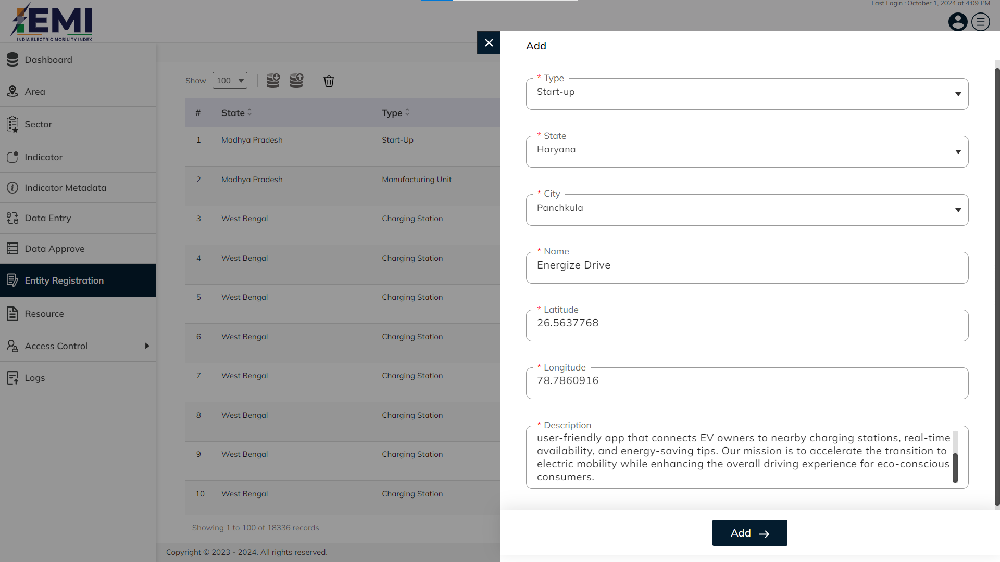 Last Login : October 1, 2024 at 4:09 PM
EMI
INDIA ELECTRIC MOBILITY INDEX
Dashboard
Area
Sector
Indicator
Indicator Metadata
Data Entry
Data Approve
Entity Registration
Resource
Access Control
Logs
Show 100
# State Type
1 Madhya Pradesh Start-Up
2 Madhya Pradesh Manufacturing Unit
3 West Bengal Charging Station
4 West Bengal Charging Station
5 West Bengal Charging Station
6 West Bengal Charging Station
7 West Bengal Charging Station
8 West Bengal Charging Station
9 West Bengal Charging Station
10 West Bengal Charging Station
Showing 1 to 100 of 18336 records
Copyright © 2023 - 2024. All rights reserved.
Add
* Type
Start-up
* State
Haryana
* City
Panchkula
* Name
Energize Drive
* Latitude
26.5637768
* Longitude
78.7860916
* Description
user-friendly app that connects EV owners to nearby charging stations, real-time
availability, and energy-saving tips. Our mission is to accelerate the transition to
electric mobility while enhancing the overall driving experience for eco-conscious
consumers.
Add